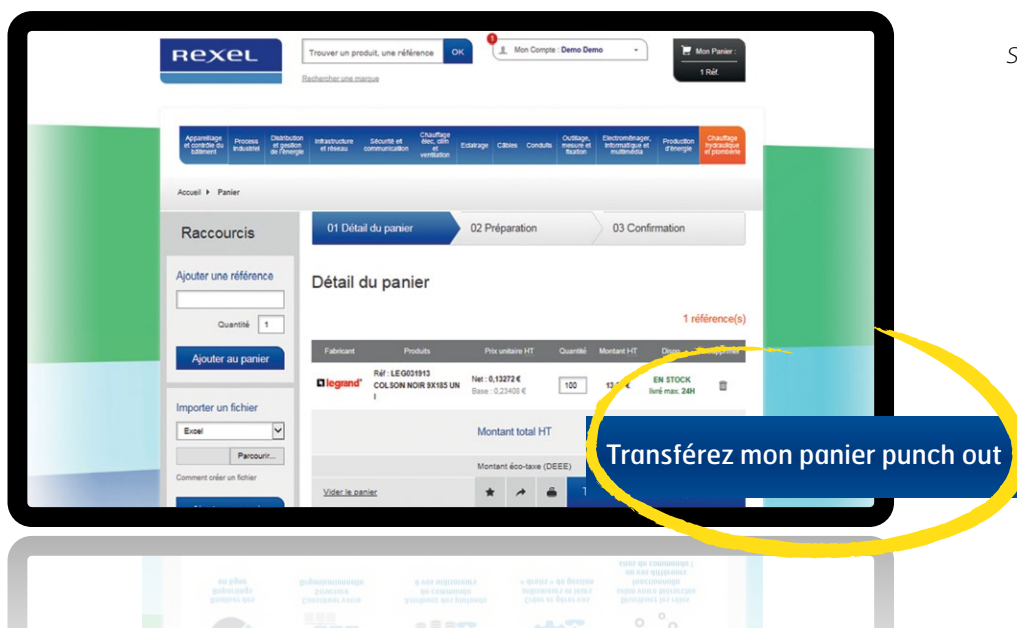 REXEL
Trouver un produit, une référence
OK
1
Mon Compte : Demo Demo
Mon Panier :
1 Réf.
Rechercher une marque
S
Appareillage
et contrôle du
bâtiment
Process
industriel
Distribution
et gestion
de l'énergie
Infrastructure
et réseau
Sécurité et
communication
Chauffage
élec, clim
et
ventilation
Eclairage
Câbles
Conduits
Outillage,
mesure et
fixation
Electroménager,
informatique et
multimédia
Production
d'énergie
Chauffage
hydraulique
et plomberie
Accueil
Panier
Raccourcis
01 Détail du panier
02 Préparation
03 Confirmation
Ajouter une référence
Quantité
1
Ajouter au panier
Détail du panier
1 référence(s)
Fabricant
Produits
Prix unitaire HT
Quantité
Montant HT
legrand
Réf : LEG031913
COLSON NOIR 9X185 UN
I
Net : 0,13272 €
Base : 0,23408 €
100
EN STOCK
livré max. 24H
Importer un fichier
Excel
Parcourir...
Comment créer un fichier
Montant total HT
Montant éco-taxe (DEEE)
Vider le panier
Transférez mon panier punch out